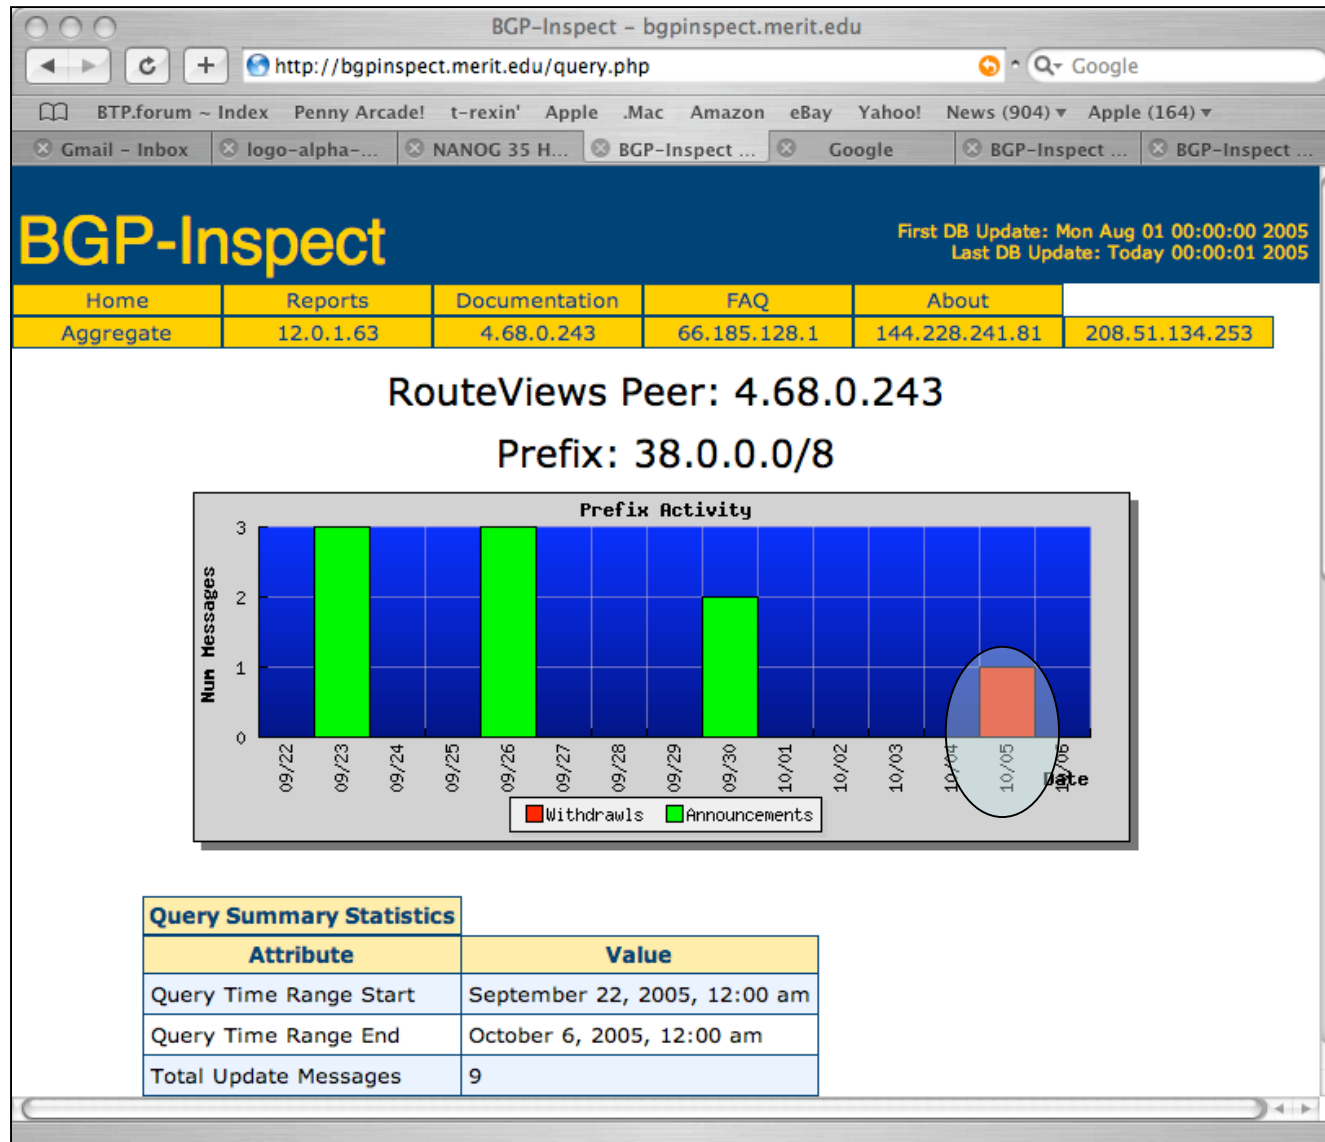 BGP-Inspect – bgpinspect.merit.edu
http://bgpinspect.merit.edu/query.php
Google
BTP.forum ~ Index Penny Arcade! t-rexin' Apple .Mac Amazon eBay Yahoo! News (904) Apple (164)
Gmail – Inbox logo-alpha-... NANOG 35 H... BGP-Inspect ... Google BGP-Inspect ... BGP-Inspect ...
BGP-Inspect
First DB Update: Mon Aug 01 00:00:00 2005
Last DB Update: Today 00:00:01 2005
Home Reports Documentation FAQ About
Aggregate 12.0.1.63 4.68.0.243 66.185.128.1 144.228.241.81 208.51.134.253
RouteViews Peer: 4.68.0.243
Prefix: 38.0.0.0/8
Prefix Activity
Num Messages
3
2
1
0
09/22 09/23 09/24 09/25 09/26 09/27 09/28 09/29 09/30 10/01 10/02 10/03 10/04 10/05 10/06
Date
Withdrawls Announcements
Query Summary Statistics
Attribute Value
Query Time Range Start September 22, 2005, 12:00 am
Query Time Range End October 6, 2005, 12:00 am
Total Update Messages 9